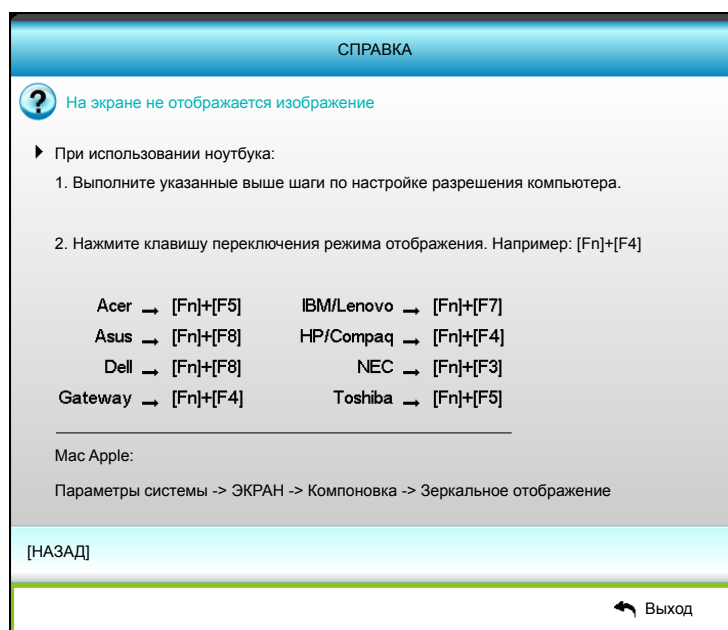 СПРАВКА
На экране не отображается изображение
При использовании ноутбука:
1. Выполните указанные выше шаги по настройке разрешения компьютера.
2. Нажмите клавишу переключения режима отображения. Например: [Fn]+[F4]
Acer → [Fn]+[F5] IBM/Lenovo → [Fn]+[F7]
Asus → [Fn]+[F8] HP/Compaq → [Fn]+[F4]
Dell → [Fn]+[F8] NEC → [Fn]+[F3]
Gateway → [Fn]+[F4] Toshiba → [Fn]+[F5]
Mac Apple:
Параметры системы -> ЭКРАН -> Компоновка -> Зеркальное отображение
[НАЗАД]
Выход